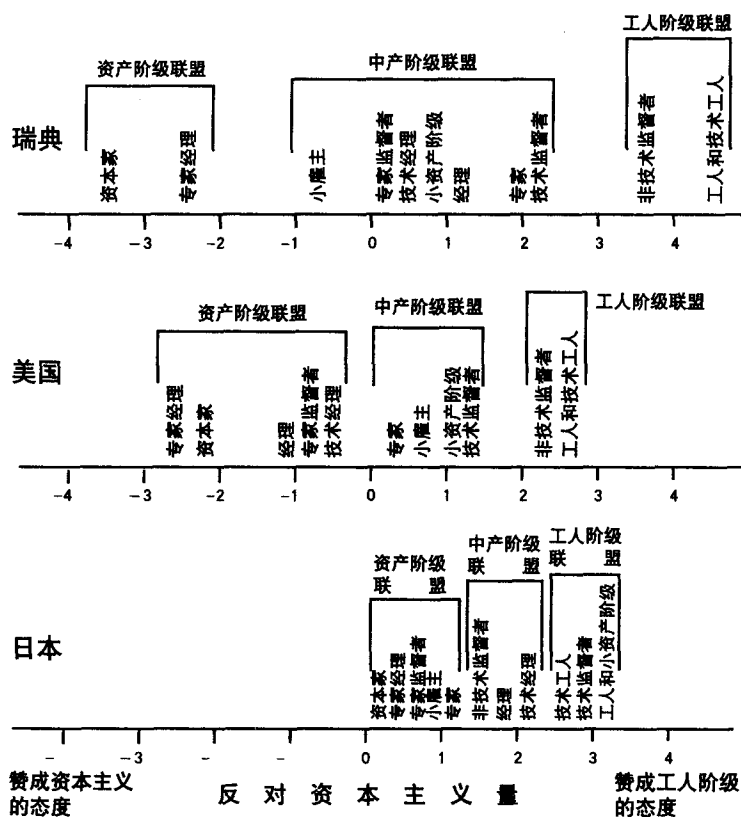 工人阶级联盟
资产阶级联盟
中产阶级联盟
瑞典
资本家
专家经理
小雇主
专家监督者
技术经理
小资产阶级
经理
专家
技术监督者
非技术监督者
工人和技术工人
-4 -3 -2 -1 0 1 2 3 4
资产阶级联盟
中产阶级联盟
工人阶级联盟
美国
专家经理
资本家
经理
专家监督者
技术经理
专家
小雇主
小资产阶级
技术监督者
非技术监督者
工人和技术工人
-4 -3 -2 -1 0 1 2 3 4
资产阶级
联盟
中产阶级
联盟
工人阶级
联盟
日本
资本家
专家经理
专家监督者
小雇主
专家
非技术监督者
经理
技术经理
技术工人
技术监督者
工人和小资产阶级
- -3 - - 0 1 2 3 4
赞成资本主义
的态度
反对资本主义量
赞成工人阶级
的态度